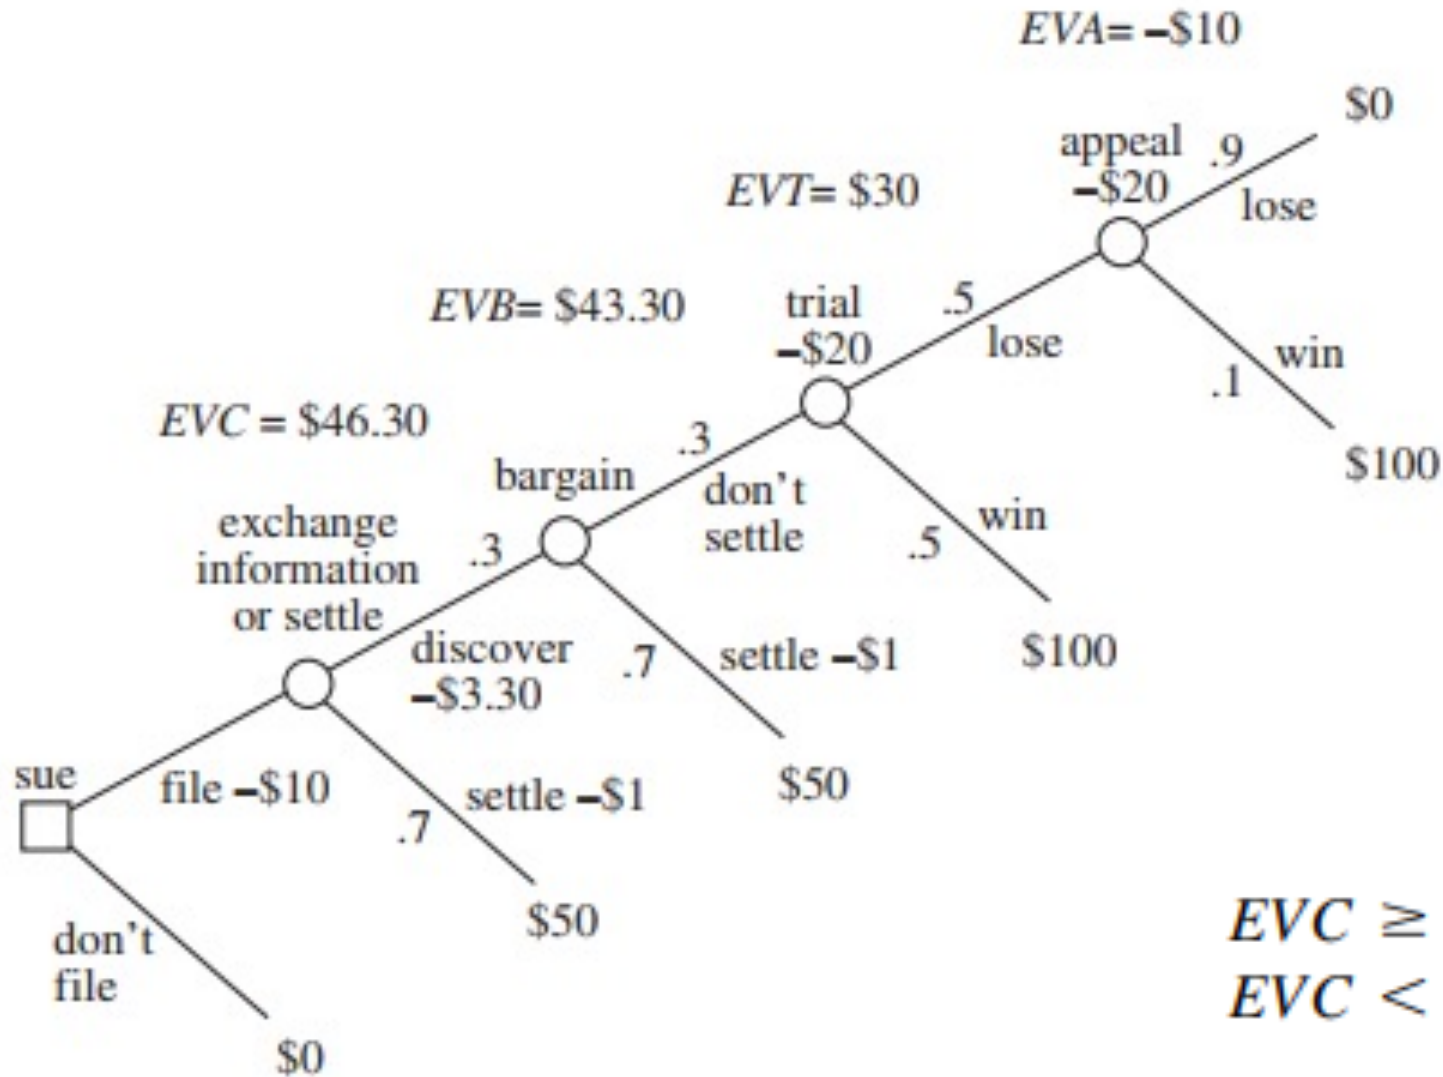 EVA= –$10
$0
appeal
–$20
.9
lose
EVT= $30
win
.1
$100
EVB= $43.30
trial
–$20
.5
lose
win
.5
$100
EVC = $46.30
bargain
.3
don't
settle
settle –$1
.7
$50
exchange
information
or settle
.3
discover
–$3.30
settle –$1
.7
$50
sue
file –$10
don't
file
$0
EVC ≥
EVC <